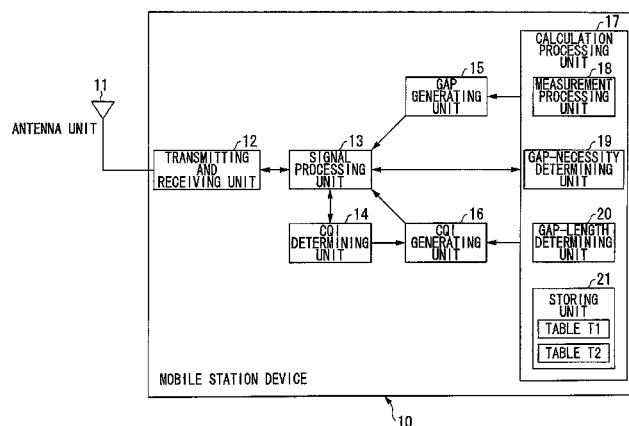 17
CALCULATION
PROCESSING
UNIT
18
MEASUREMENT
PROCESSING
UNIT
15
GAP
GENERATING
UNIT
11
ANTENNA UNIT
12
TRANSMITTING
AND
RECEIVING UNIT
13
SIGNAL
PROCESSING
UNIT
19
GAP-NECESSITY
DETERMINING
UNIT
14
CQI
DETERMINING
UNIT
16
CQI
GENERATING
UNIT
20
GAP-LENGTH
DETERMINING
UNIT
21
STORING
UNIT
TABLE T1
TABLE T2
MOBILE STATION DEVICE
10